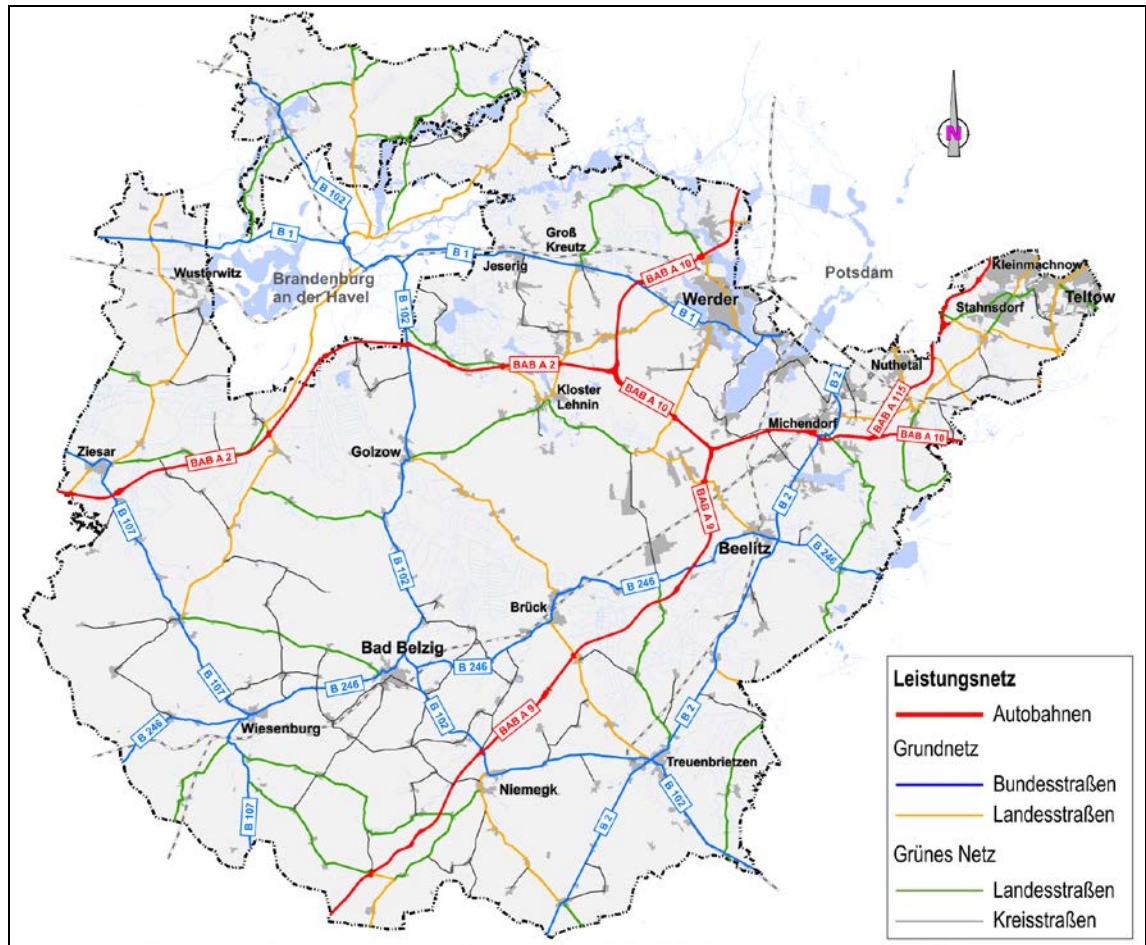 N
B 102
B 1
B 1
Groß
Kreutz
Jeserig
BAB A 10
Wusterwitz
Brandenburg
an der Havel
Potsdam
Kleinmachnow
Teltow
Stahnsdorf
Werder
B 1
B 102
BAB A 2
Kloster
Lehnin
BAB A 10
B 2
Nuthetal
BAB A 115
Michendorf
BAB A 10
Ziesar
BAB A 2
Golzow
B 2
BAB A 9
B 107
Beelitz
B 246
B 102
B 246
Brück
Bad Belzig
B 246
B 107
B 246
B 102
BAB A 9
B 2
B 246
Wiesenburg
Treuenbrietzen
B 102
Niemegk
B 107
B 2
Leistungsnetz
Autobahnen
Grundnetz
Bundesstraßen
Landesstraßen
Grünes Netz
Landesstraßen
Kreisstraßen